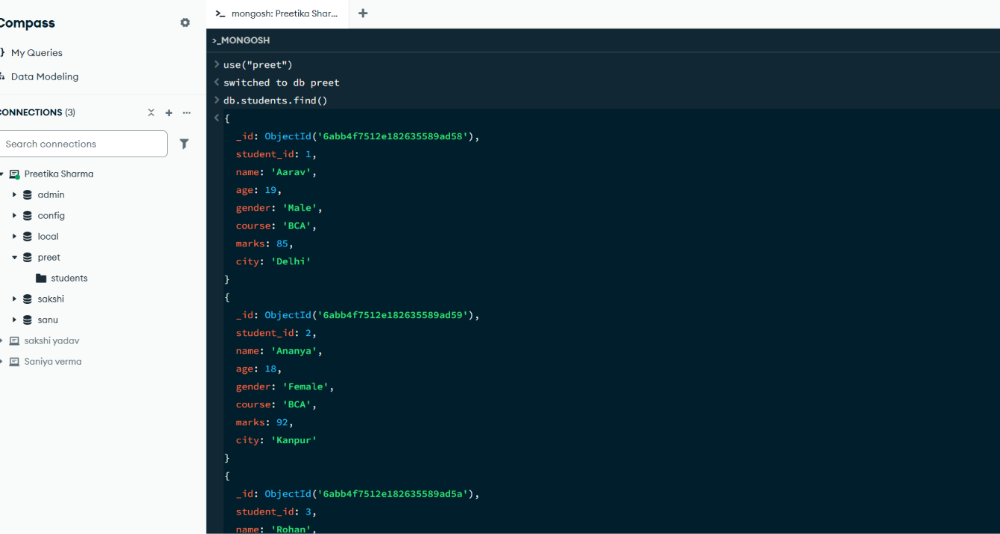 Compass
My Queries
Data Modeling
CONNECTIONS (3)
Search connections
Preetika Sharma
admin
config
local
preet
students
sakshi
sanu
sakshi yadav
Saniya verma
>_ mongosh: Preetika Shar...
>_MONGOSH
> use("preet")
< switched to db preet
> db.students.find()
< {
_id: ObjectId('6abb4f7512e182635589ad58'),
student_id: 1,
name: 'Aarav',
age: 19,
gender: 'Male',
course: 'BCA',
marks: 85,
city: 'Delhi'
}
{
_id: ObjectId('6abb4f7512e182635589ad59'),
student_id: 2,
name: 'Ananya',
age: 18,
gender: 'Female',
course: 'BCA',
marks: 92,
city: 'Kanpur'
}
{
_id: ObjectId('6abb4f7512e182635589ad5a'),
student_id: 3,
name: 'Rohan',